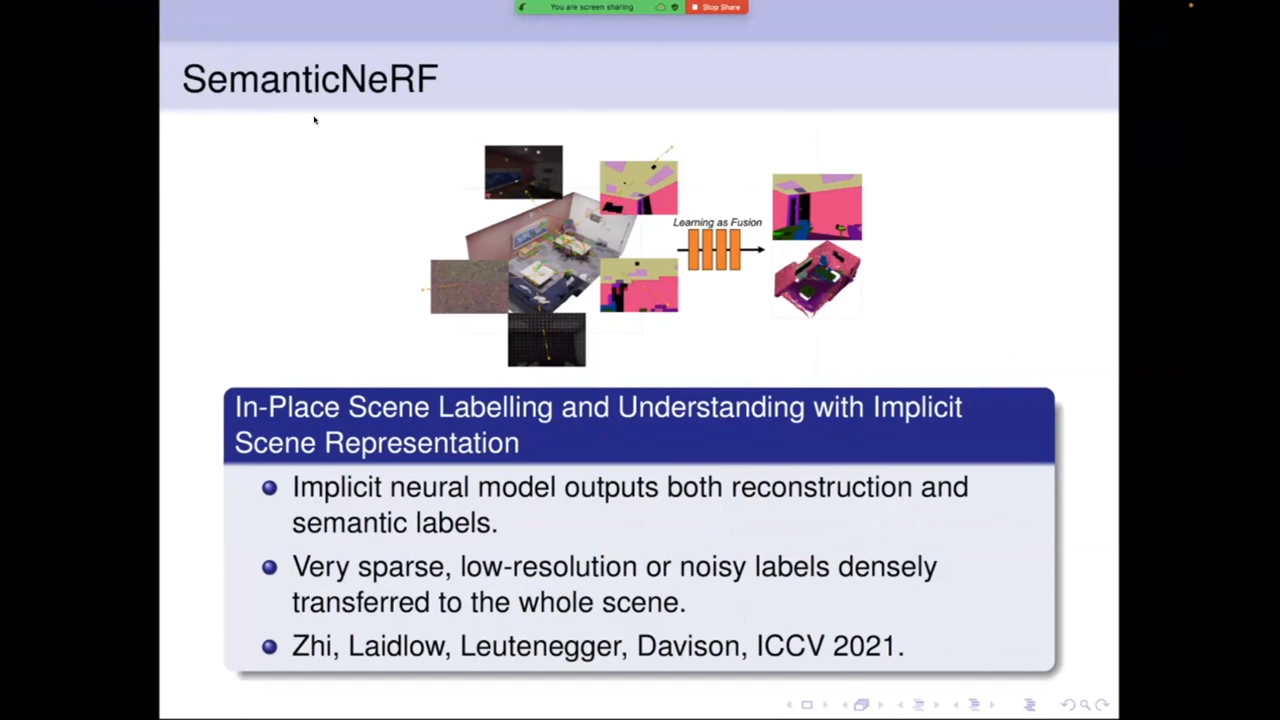 You are screen sharing
Stop Share
SemanticNeRF
Learning as Fusion
In-Place Scene Labelling and Understanding with Implicit
Scene Representation
Implicit neural model outputs both reconstruction and
semantic labels.
Very sparse, low-resolution or noisy labels densely
transferred to the whole scene.
Zhi, Laidlow, Leutenegger, Davison, ICCV 2021.